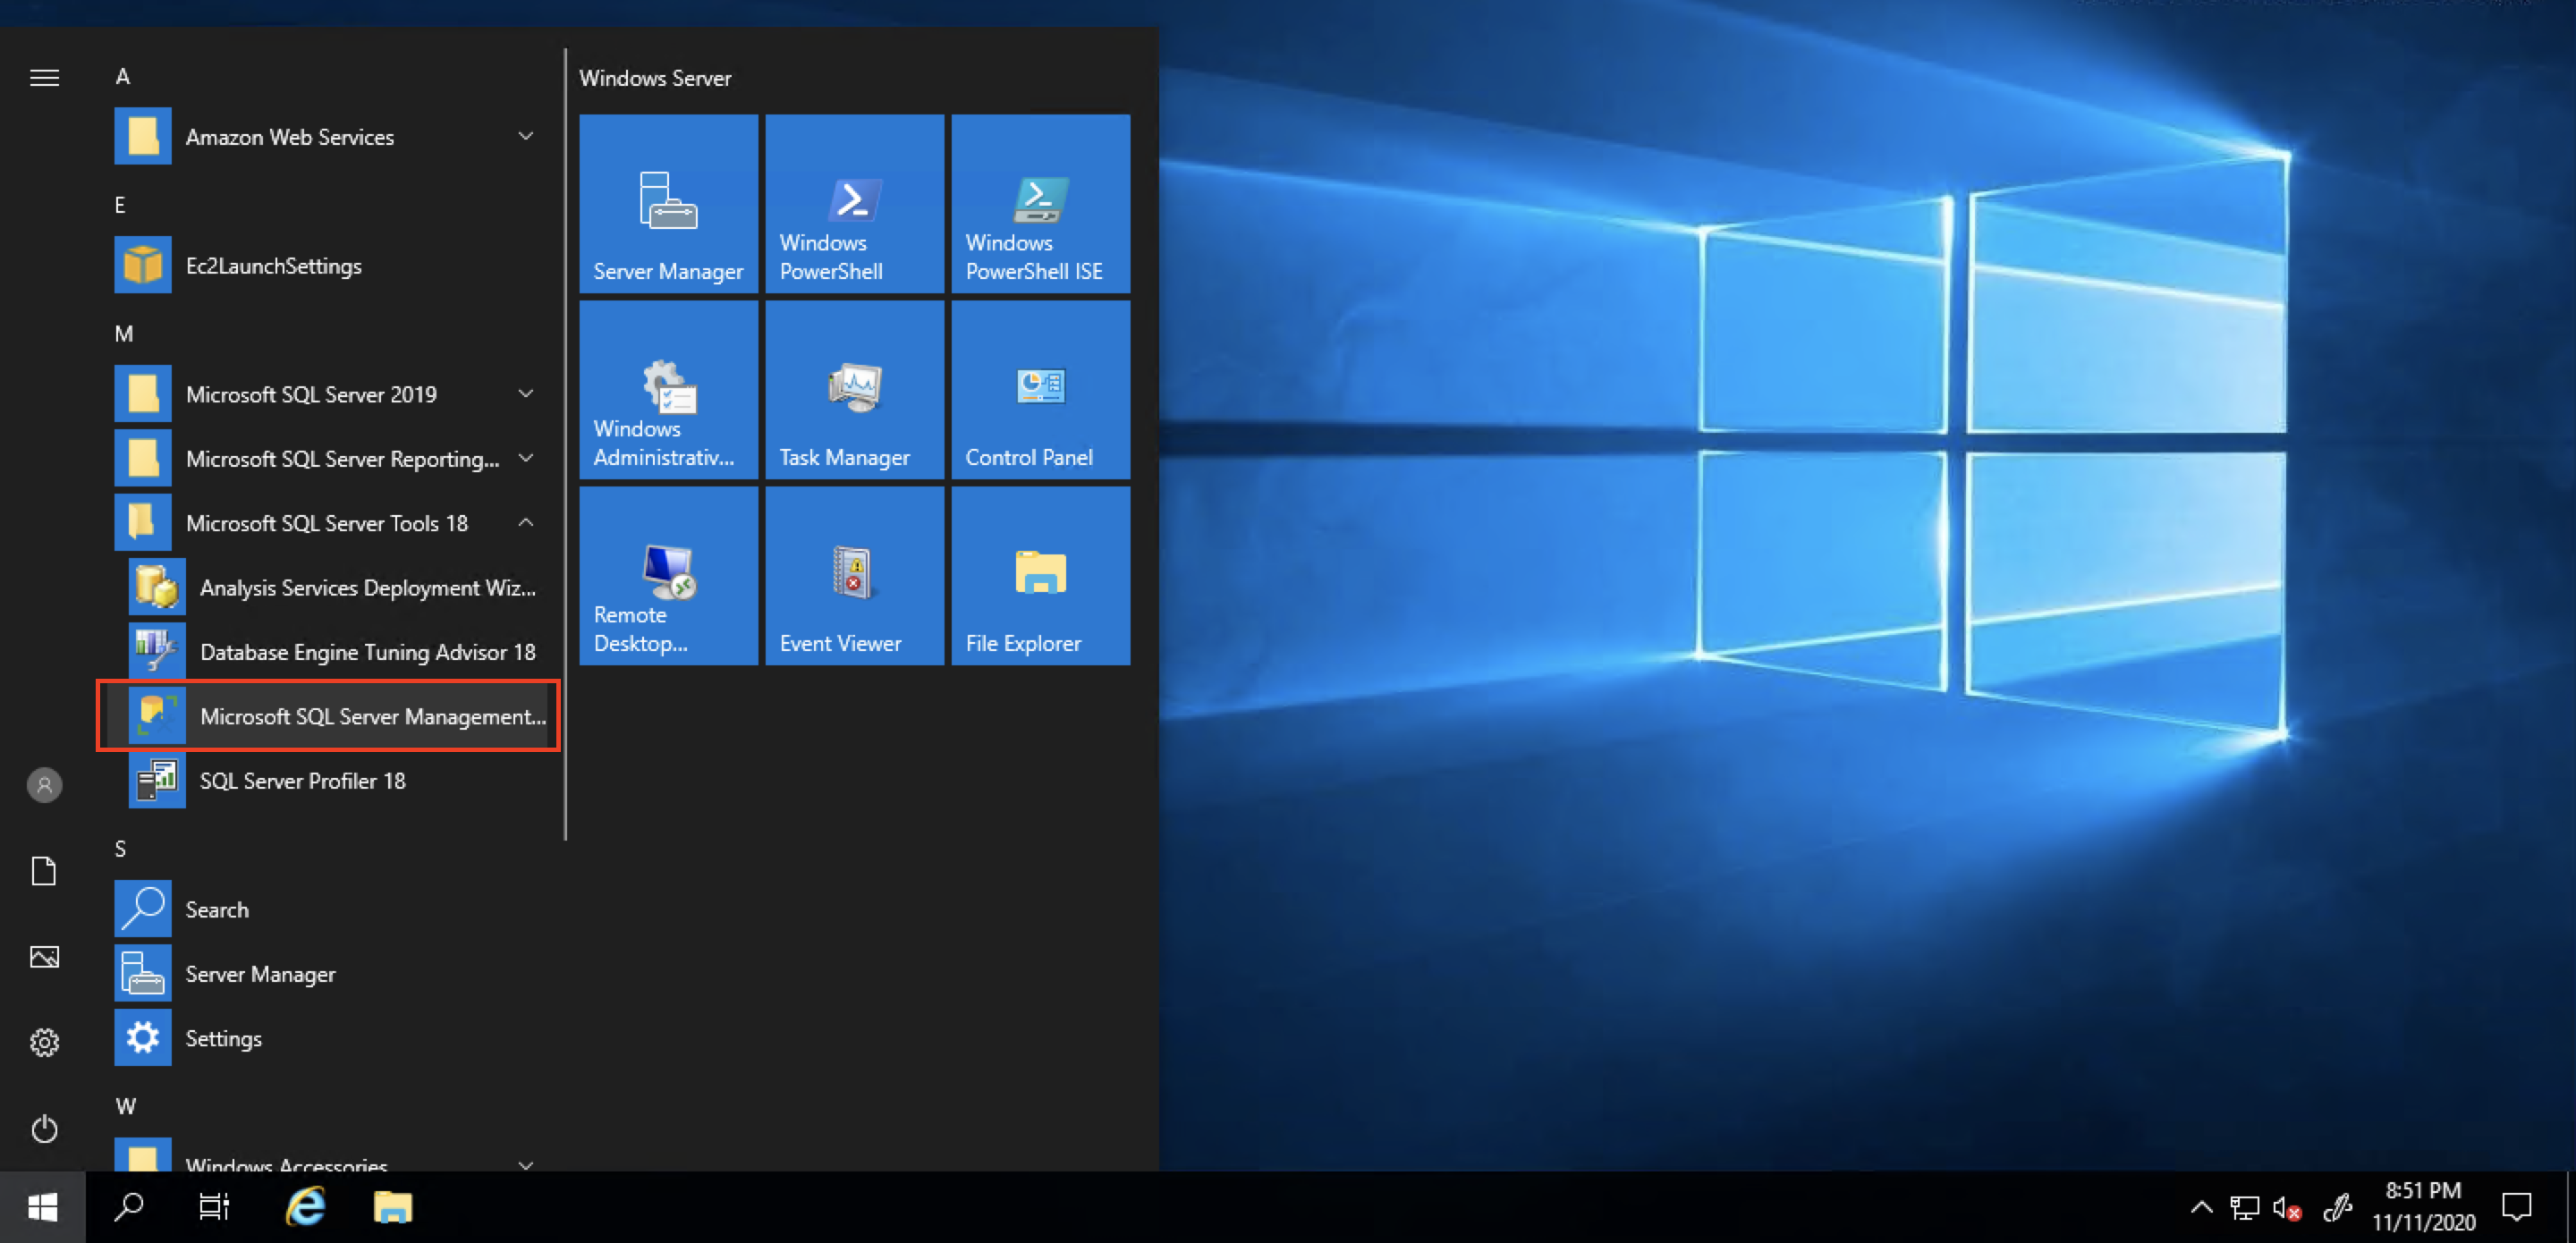 A
Amazon Web Services
E
Ec2LaunchSettings
M
Microsoft SQL Server 2019
Microsoft SQL Server Reporting...
Microsoft SQL Server Tools 18
Analysis Services Deployment Wiz...
Database Engine Tuning Advisor 18
Microsoft SQL Server Management...
SQL Server Profiler 18
S
Search
Server Manager
Settings
W
Windows Accessories
Windows Server
Server Manager
Windows
PowerShell
Windows
PowerShell ISE
Windows
Administrativ...
Task Manager
Control Panel
Remote
Desktop...
Event Viewer
File Explorer
8:51 PM
11/11/2020